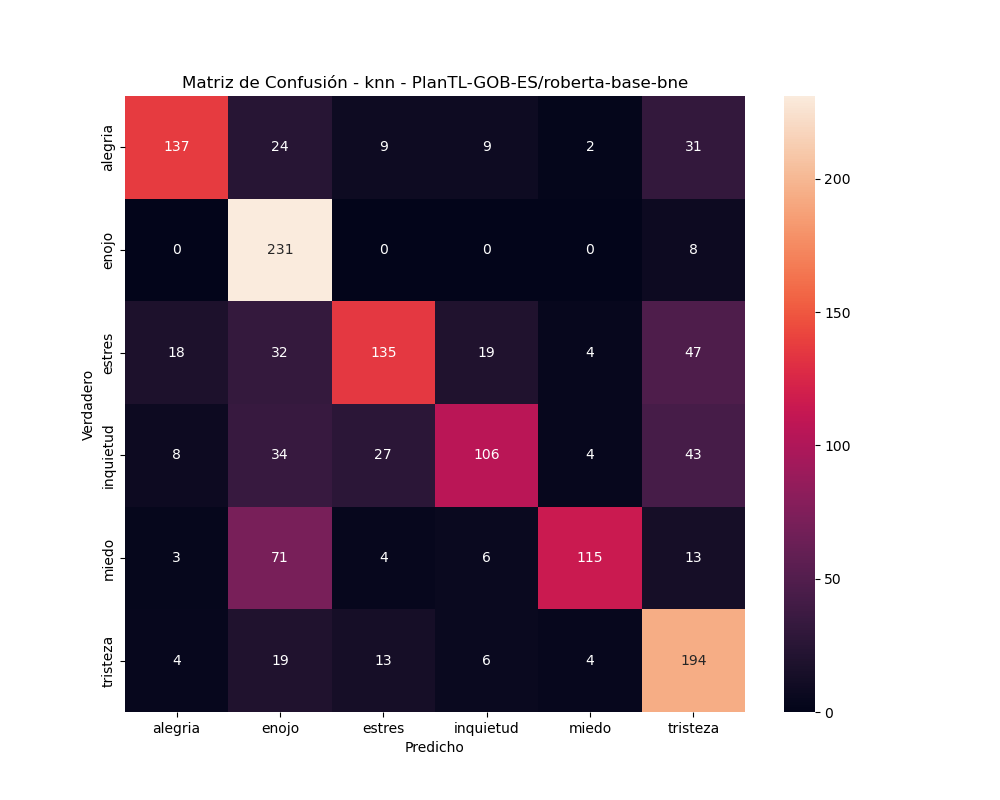 Matriz de Confusión - knn - PlanTL-GOB-ES/roberta-base-bne
alegria 137 24 9 9 2 31
enojo 0 231 0 0 0 8
estres 18 32 135 19 4 47
inquietud 8 34 27 106 4 43
miedo 3 71 4 6 115 13
tristeza 4 19 13 6 4 194
Verdadero
alegria enojo estres inquietud miedo tristeza
Predicho
200
150
100
50
0